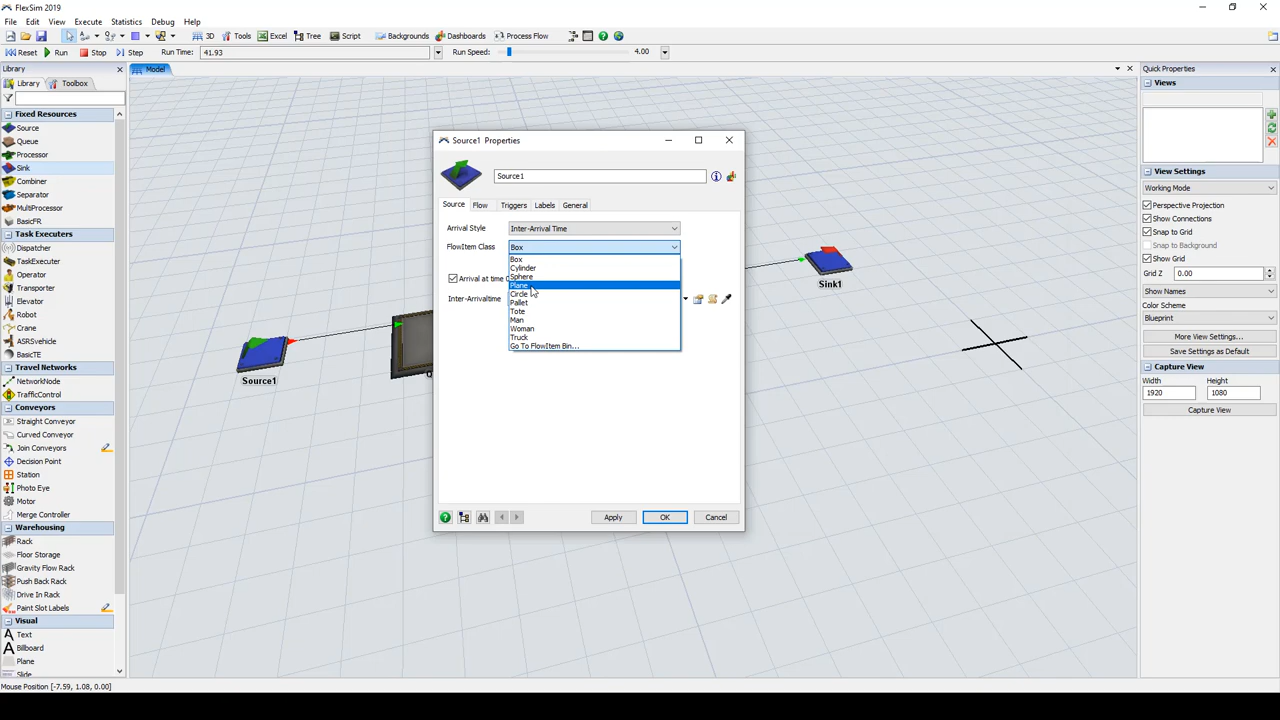 FlexSim 2019
File Edit View Execute Statistics Debug Help
3D Tools Excel Tree Script Backgrounds Dashboards Process Flow
Reset Run Stop Step Run Time: 41.93 Run Speed: 4.00
Library
Library Toolbox
Fixed Resources
Source
Queue
Processor
Sink
Combiner
Separator
MultiProcessor
BasicFR
Task Executers
Dispatcher
TaskExecuter
Operator
Transporter
Elevator
Robot
Crane
ASRSvehicle
BasicTE
Travel Networks
NetworkNode
TrafficControl
Conveyors
Straight Conveyor
Curved Conveyor
Join Conveyors
Decision Point
Station
Photo Eye
Motor
Merge Controller
Warehousing
Rack
Floor Storage
Gravity Flow Rack
Push Back Rack
Drive In Rack
Paint Slot Labels
Visual
A Text
Billboard
Plane
Slide
Model
Source1
Sink1
Source1 Properties
Source1
Source Flow Triggers Labels General
Arrival Style Inter-Arrival Time
FlowItem Class Box
Box
Cylinder
Sphere
Plane
Circle
Pallet
Tote
Man
Woman
Truck
Go To FlowItem Bin...
Arrival at time
Inter-Arrivaltime
Apply OK Cancel
Quick Properties
Views
View Settings
Working Mode
Perspective Projection
Show Connections
Snap to Grid
Snap to Background
Show Grid
Grid Z 0.00
Show Names
Color Scheme
Blueprint
More View Settings...
Save Settings as Default
Capture View
Width Height
1920 1080
Capture View
Mouse Position [-7.59, 1.08, 0.00]